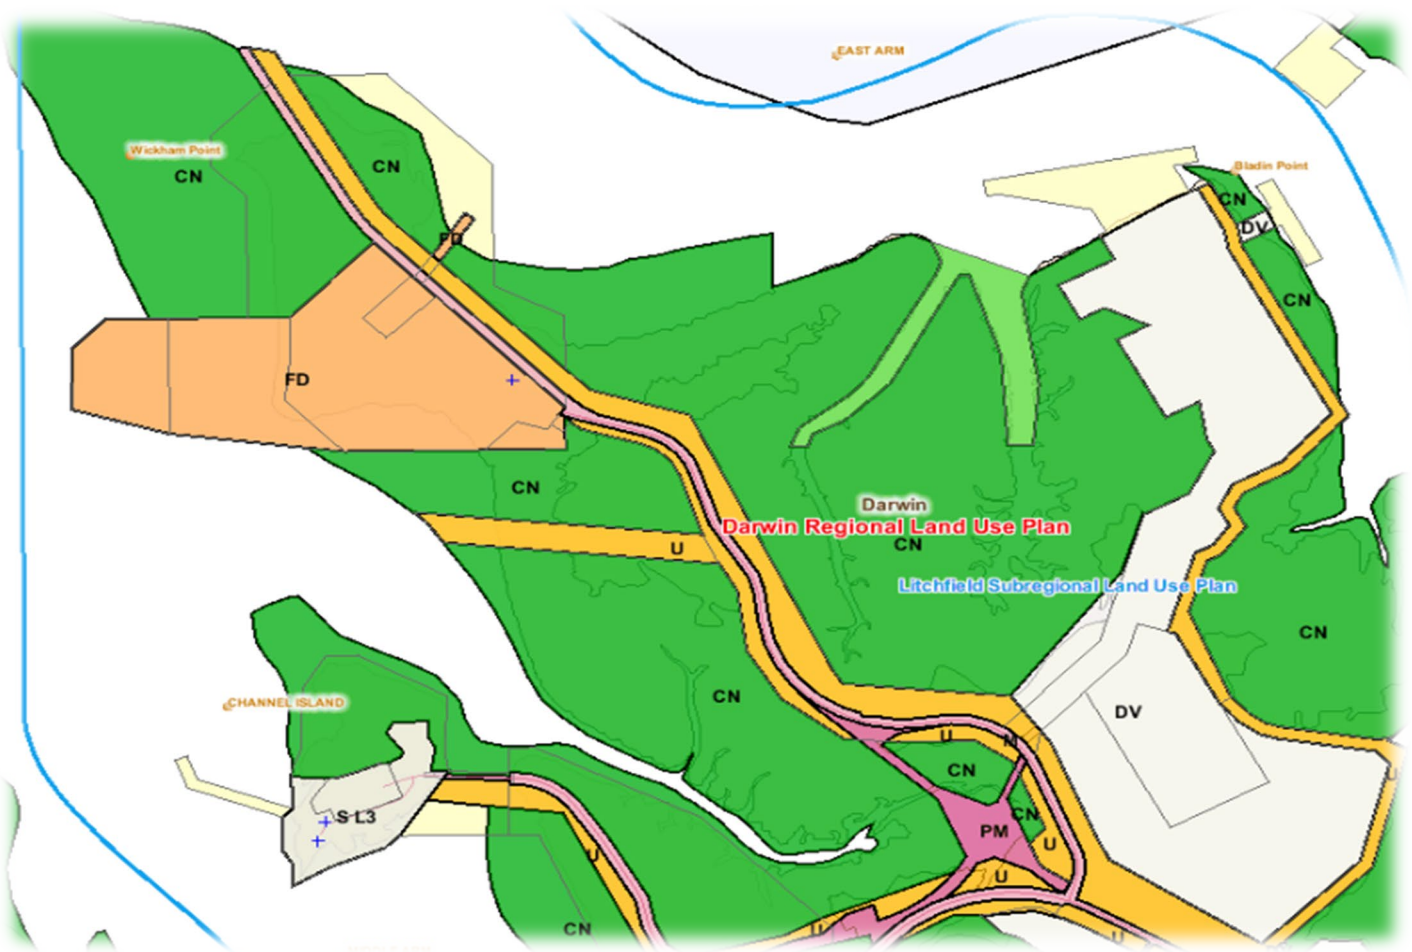 EAST ARM
Wickham Point
CN
CN
Bladin Point
CN
DV
FD
CN
FD
CN
Darwin
Darwin Regional Land Use Plan
CN
U
Litchfield Subregional Land Use Plan
CN
CN
CHANNEL ISLAND
DV
U
M
CN
U
S L3
CN
PM
U
U
U
CN
U
U